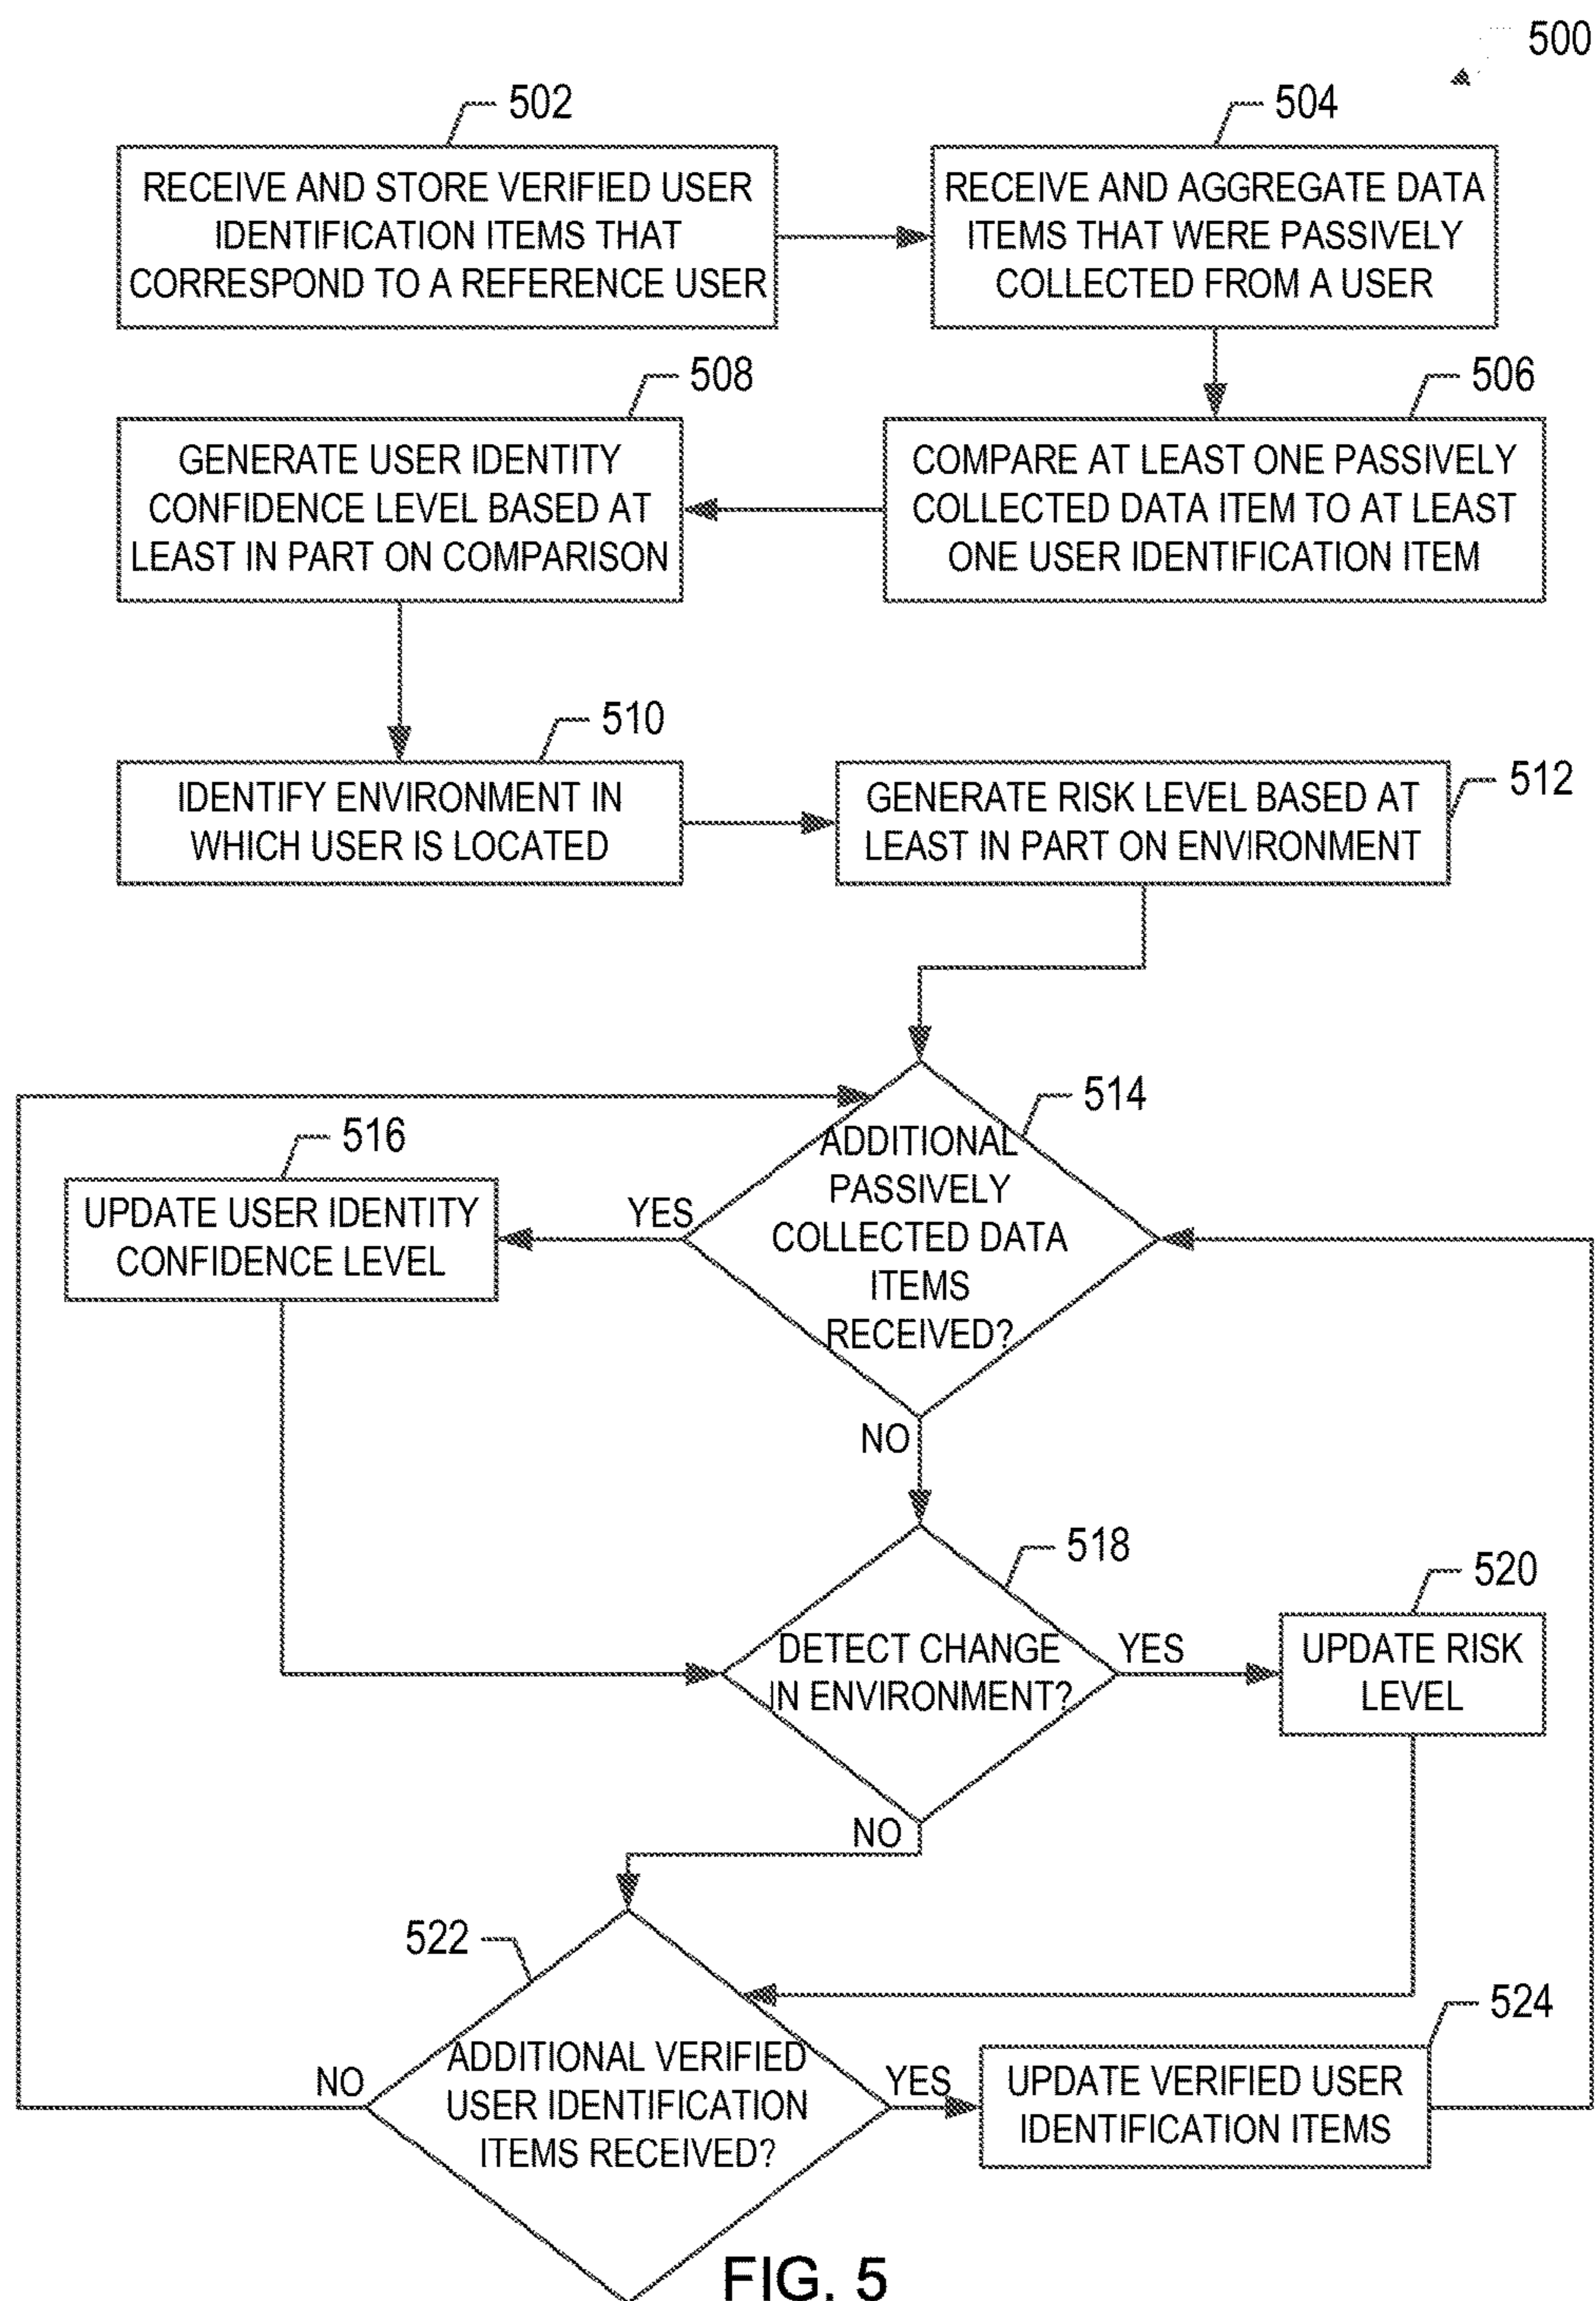 500
502
RECEIVE AND STORE VERIFIED USER
IDENTIFICATION ITEMS THAT
CORRESPOND TO A REFERENCE USER
504
RECEIVE AND AGGREGATE DATA
ITEMS THAT WERE PASSIVELY
COLLECTED FROM A USER
508
GENERATE USER IDENTITY
CONFIDENCE LEVEL BASED AT
LEAST IN PART ON COMPARISON
506
COMPARE AT LEAST ONE PASSIVELY
COLLECTED DATA ITEM TO AT LEAST
ONE USER IDENTIFICATION ITEM
510
IDENTIFY ENVIRONMENT IN
WHICH USER IS LOCATED
512
GENERATE RISK LEVEL BASED AT
LEAST IN PART ON ENVIRONMENT
514
ADDITIONAL
PASSIVELY
COLLECTED DATA
ITEMS
RECEIVED?
YES
516
UPDATE USER IDENTITY
CONFIDENCE LEVEL
NO
518
DETECT CHANGE
IN ENVIRONMENT?
YES
520
UPDATE RISK
LEVEL
NO
522
ADDITIONAL VERIFIED
USER IDENTIFICATION
ITEMS RECEIVED?
NO
YES
524
UPDATE VERIFIED USER
IDENTIFICATION ITEMS
FIG. 5